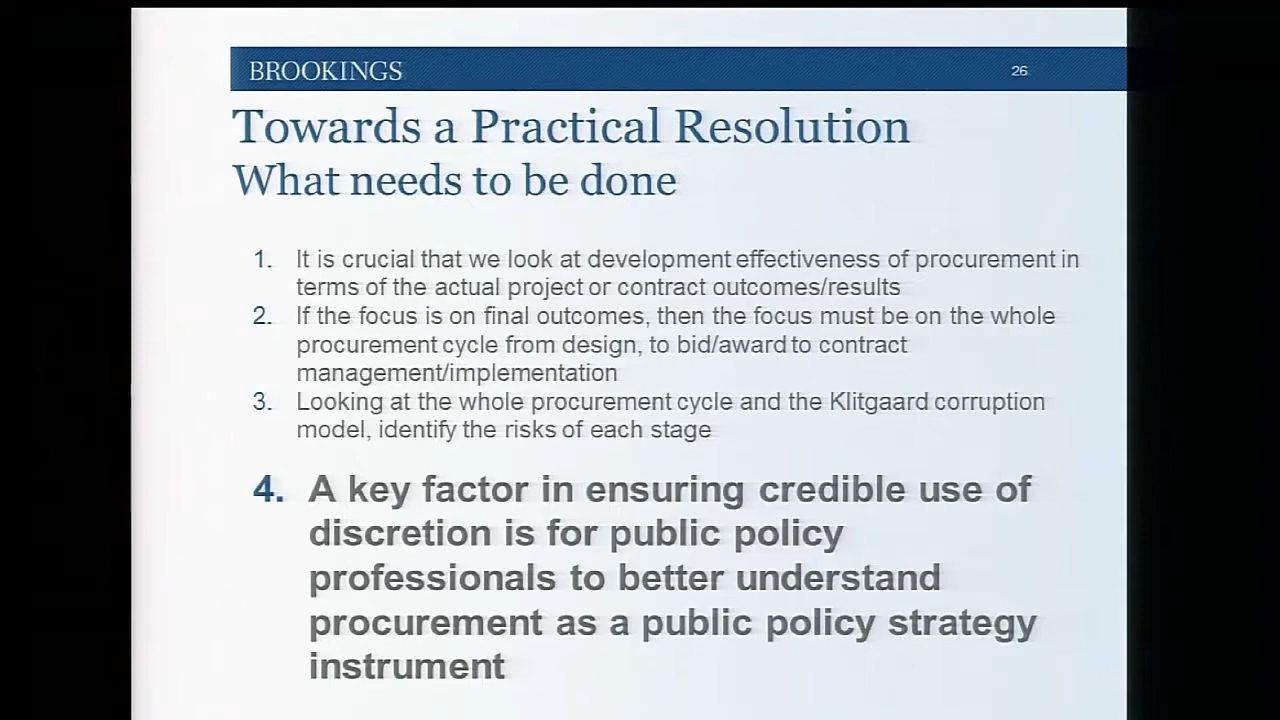 BROOKINGS 26
Towards a Practical Resolution
What needs to be done
1. It is crucial that we look at development effectiveness of procurement in
terms of the actual project or contract outcomes/results
2. If the focus is on final outcomes, then the focus must be on the whole
procurement cycle from design, to bid/award to contract
management/implementation
3. Looking at the whole procurement cycle and the Klitgaard corruption
model, identify the risks of each stage
4. A key factor in ensuring credible use of
discretion is for public policy
professionals to better understand
procurement as a public policy strategy
instrument